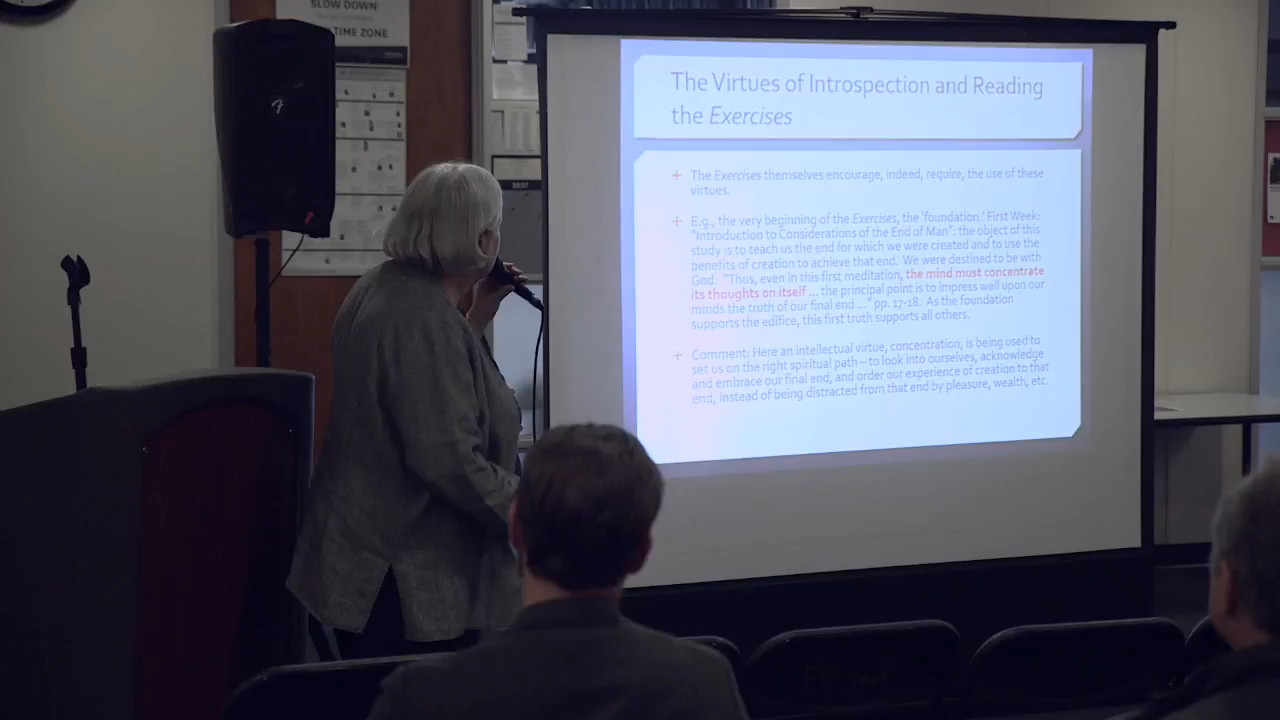 SLOW DOWN
TIME ZONE
The Virtues of Introspection and Reading
the Exercises
+ The Exercises themselves encourage, indeed, require, the use of these
virtues.
+ E.g., the very beginning of the Exercises, the 'foundation.' First Week:
"Introduction to Considerations of the End of Man": the object of this
study is to teach us the end for which we were created and to use the
benefits of creation to achieve that end. We were destined to be with
God. "Thus, even in this first meditation, the mind must concentrate
its thoughts on itself ... the principal point is to impress well upon our
minds the truth of our final end ..." pp. 17-18. As the foundation
supports the edifice, this first truth supports all others.
+ Comment: Here an intellectual virtue, concentration, is being used to
set us on the right spiritual path – to look into ourselves, acknowledge
and embrace our final end, and order our experience of creation to that
end, instead of being distracted from that end by pleasure, wealth, etc.